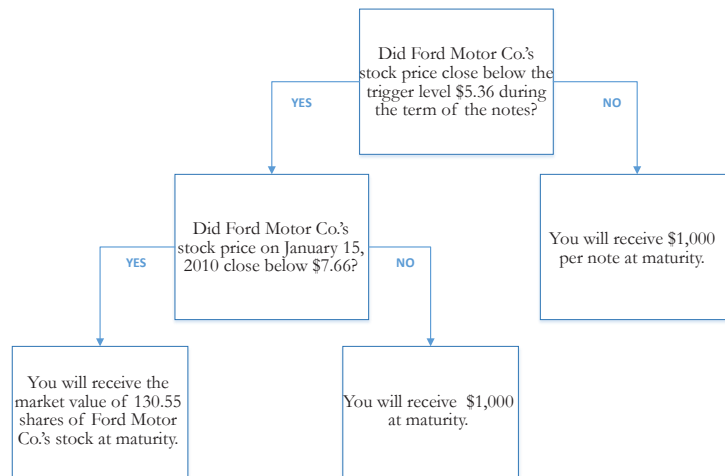 Did Ford Motor Co.'s
stock price close below the
trigger level $5.36 during
the term of the notes?
YES
NO
Did Ford Motor Co.'s
stock price on January 15,
2010 close below $7.66?
You will receive $1,000
per note at maturity.
YES
NO
You will receive the
market value of 130.55
shares of Ford Motor
Co.'s stock at maturity.
You will receive $1,000
at maturity.